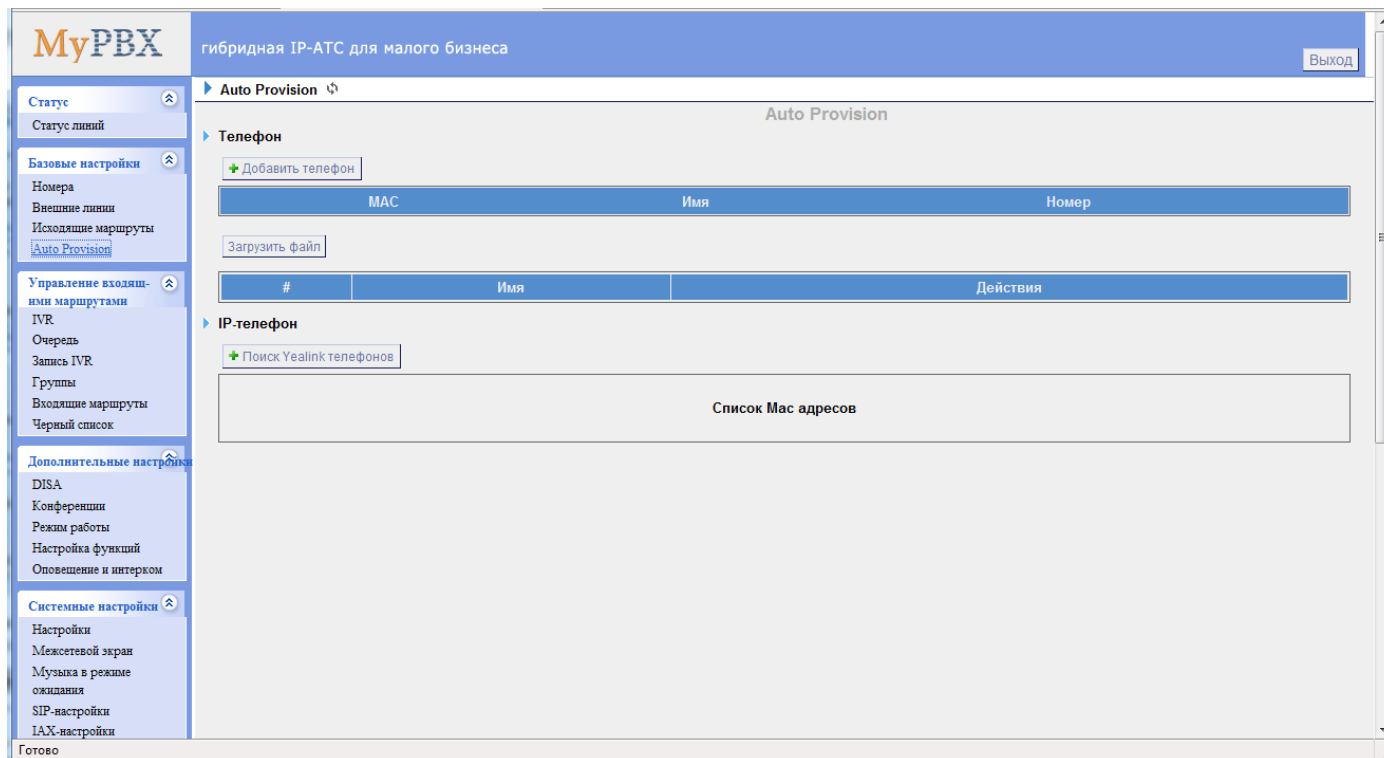 MyPBX
гибридная IP-АТС для малого бизнеса
Выход
Статус
Статус линий
Базовые настройки
Номера
Внешние линии
Исходящие маршруты
Auto Provision
Управление входящ-
ими маршрутами
IVR
Очередь
Запись IVR
Группы
Входящие маршруты
Черный список
Дополнительные настройки
DISA
Конференции
Режим работы
Настройка функций
Оповещение и интерком
Системные настройки
Настройки
Межсетевой экран
Музыка в режиме
ожидания
SIP-настройки
IAX-настройки
Auto Provision
Auto Provision
Телефон
Добавить телефон
MAC Имя Номер
Загрузить файл
# Имя Действия
IP-телефон
Поиск Yealink телефонов
Список Mac адресов
Готово